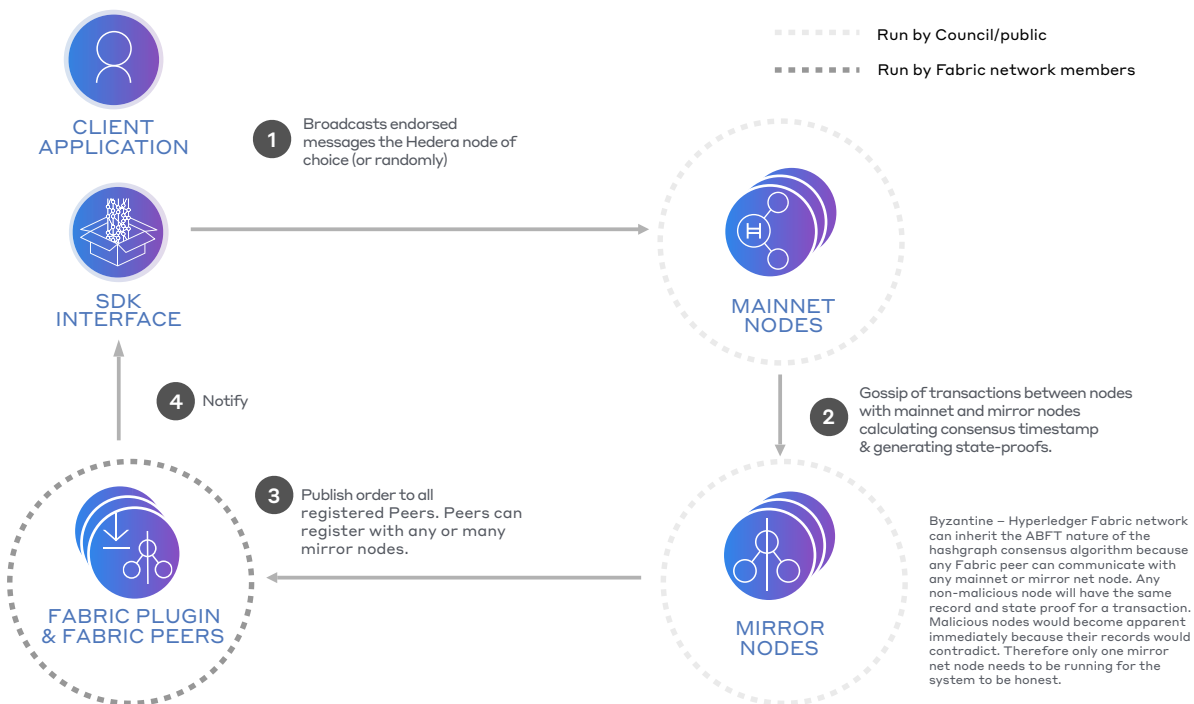 Run by Council/public
Run by Fabric network members
CLIENT
APPLICATION
1
Broadcasts endorsed
messages the Hedera node of
choice (or randomly)
SDK
INTERFACE
MAINNET
NODES
2
Gossip of transactions between nodes
with mainnet and mirror nodes
calculating consensus timestamp
& generating state-proofs.
4
Notify
3
Publish order to all
registered Peers. Peers can
register with any or many
mirror nodes.
FABRIC PLUGIN
& FABRIC PEERS
MIRROR
NODES
Byzantine – Hyperledger Fabric network
can inherit the ABFT nature of the
hashgraph consensus algorithm because
any Fabric peer can communicate with
any mainnet or mirror net node. Any
non-malicious node will have the same
record and state proof for a transaction.
Malicious nodes would become apparent
immediately because their records would
contradict. Therefore only one mirror
net node needs to be running for the
system to be honest.